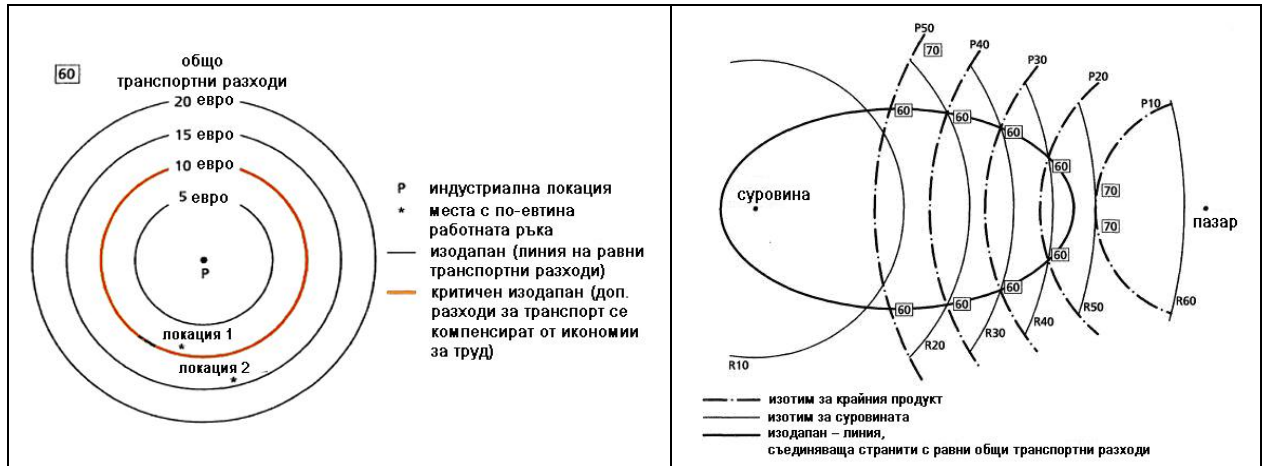 60
общо
транспортни разходи
20 евро
15 евро
10 евро
5 евро
P
локация 1
*
локация 2
*
P индустриална локация
* места с по-евтина
работната ръка
изодапан (линия на равни
транспортни разходи)
критичен изодапан (доп.
разходи за транспорт се
компенсират от икономии
за труд)
P50
70
P40
P30
P20
P10
60
60
60
60
суровина
70
70
пазар
60
60
60
60
R10
R20
R30
R40
R50
R60
изотим за крайния продукт
изотим за суровината
изодапан – линия,
съединяваща странити с равни общи транспортни разходи